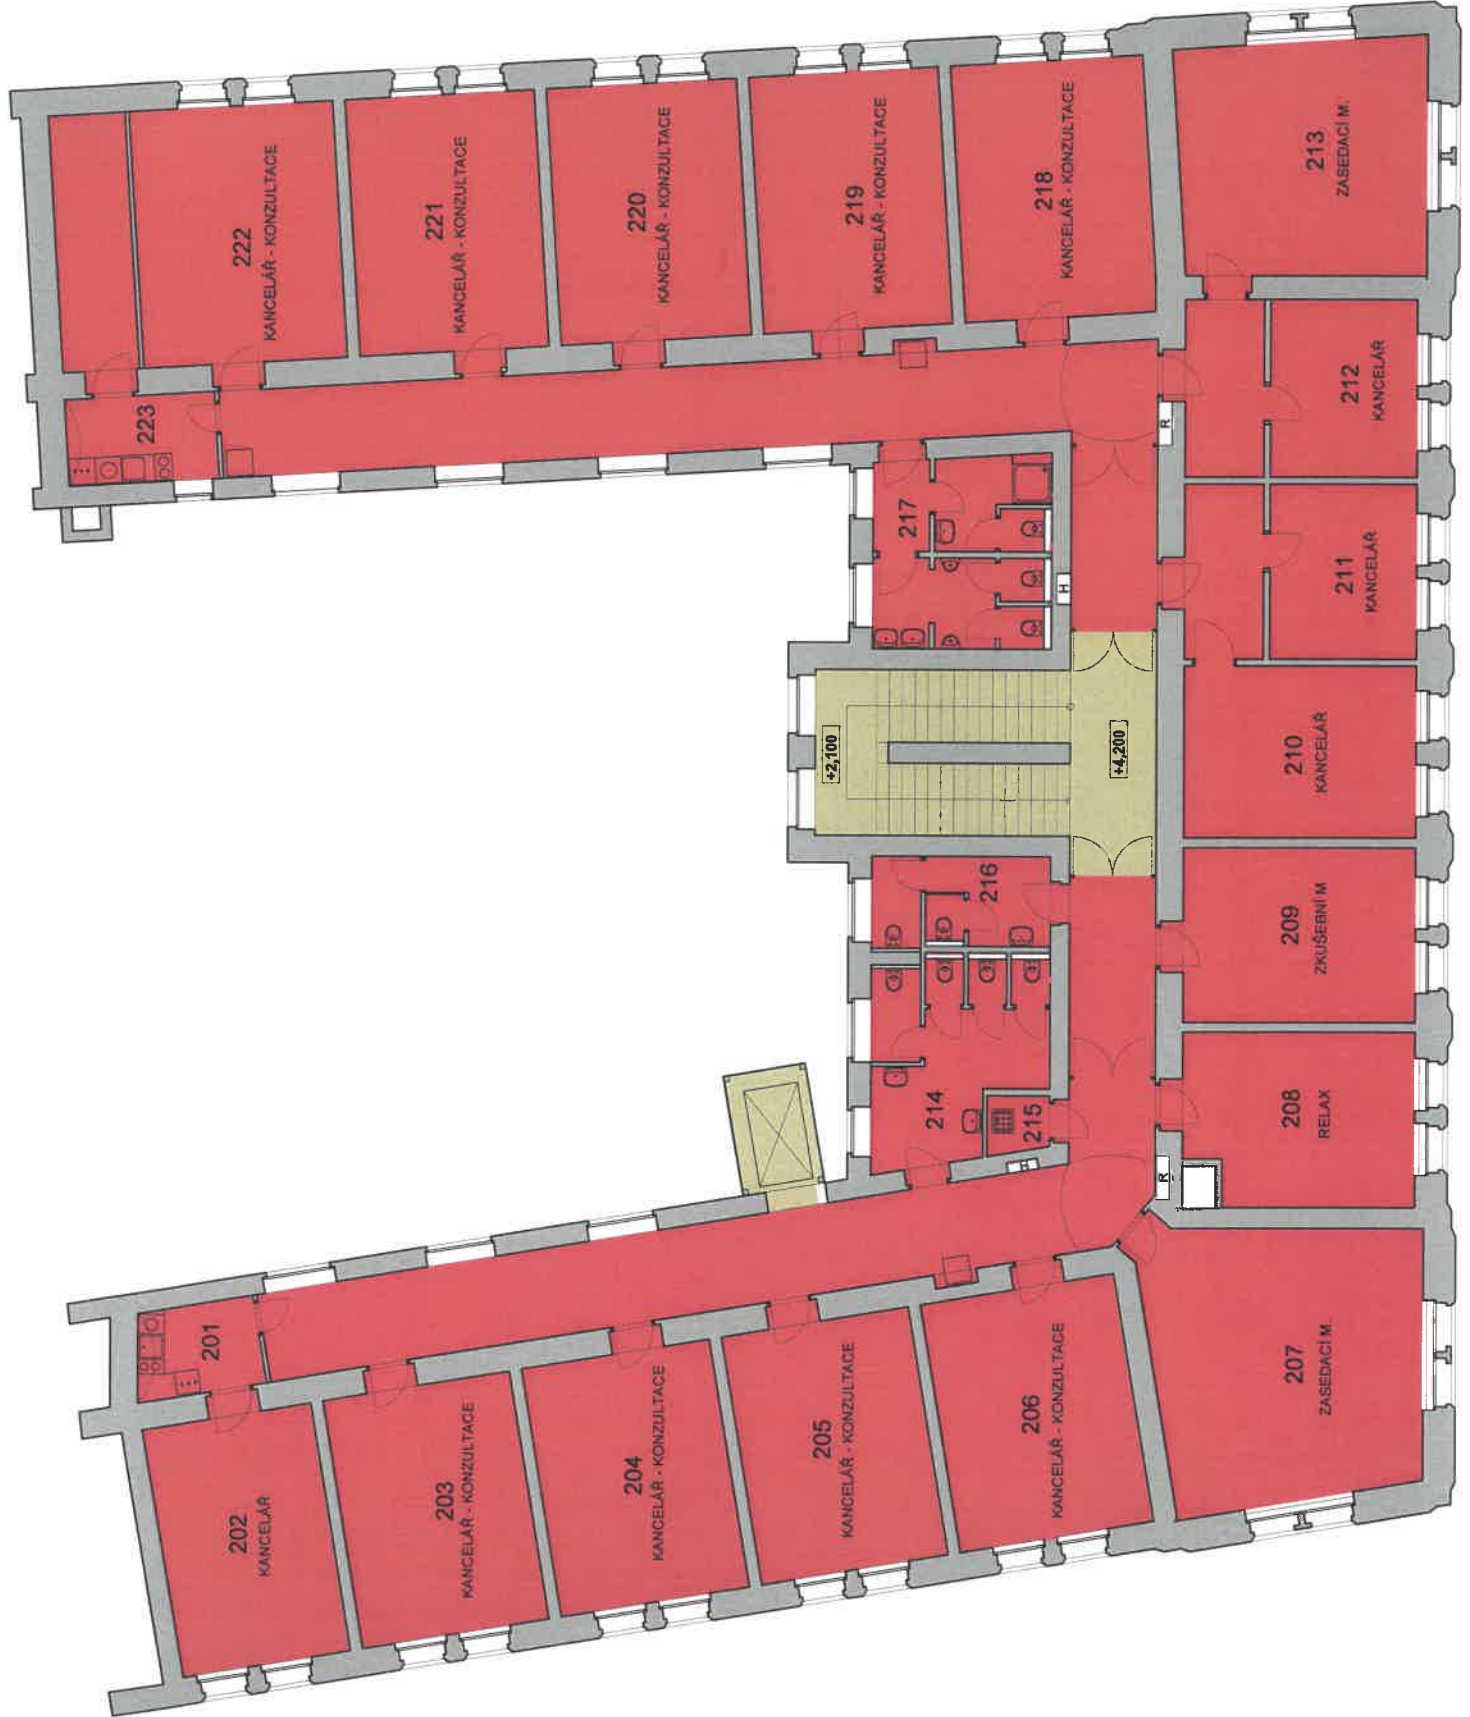 201
202
KANCELÁŘ
203
KANCELÁŘ - KONZULTACE
204
KANCELÁŘ - KONZULTACE
205
KANCELÁŘ - KONZULTACE
206
KANCELÁŘ - KONZULTACE
207
ZASEDACÍ M.
208
RELAX
209
ZKUŠEBNÍ M
210
KANCELÁŘ
211
KANCELÁŘ
212
KANCELÁŘ
213
ZASEDACÍ M.
214
215
216
217
218
KANCELÁŘ - KONZULTACE
219
KANCELÁŘ - KONZULTACE
220
KANCELÁŘ - KONZULTACE
221
KANCELÁŘ - KONZULTACE
222
KANCELÁŘ - KONZULTACE
223
+2,100
+4,200
H
H
R
R